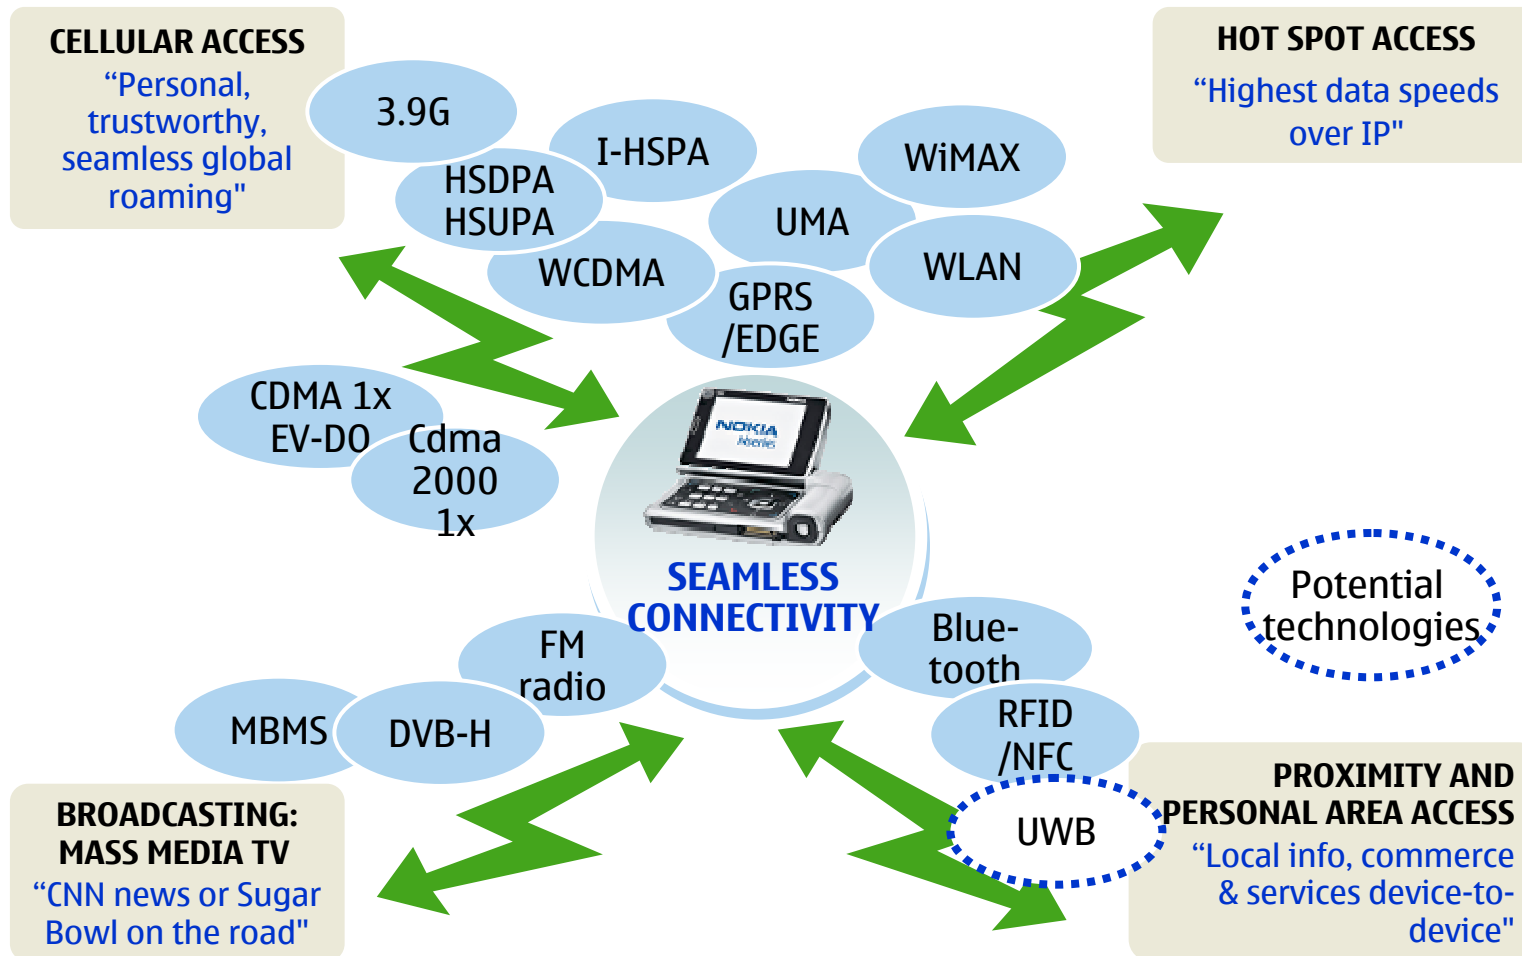 CELLULAR ACCESS
“Personal,
trustworthy,
seamless global
roaming"
HOT SPOT ACCESS
“Highest data speeds
over IP"
3.9G
I-HSPA
HSDPA
HSUPA
WCDMA
WiMAX
UMA
WLAN
GPRS
/EDGE
CDMA 1x
EV-DO
Cdma
2000
1x
NOKIA
Nseries
SEAMLESS
CONNECTIVITY
Potential
technologies
FM
radio
MBMS
DVB-H
Blue-
tooth
RFID
/NFC
UWB
BROADCASTING:
MASS MEDIA TV
“CNN news or Sugar
Bowl on the road"
PROXIMITY AND
PERSONAL AREA ACCESS
“Local info, commerce
& services device-to-
device"